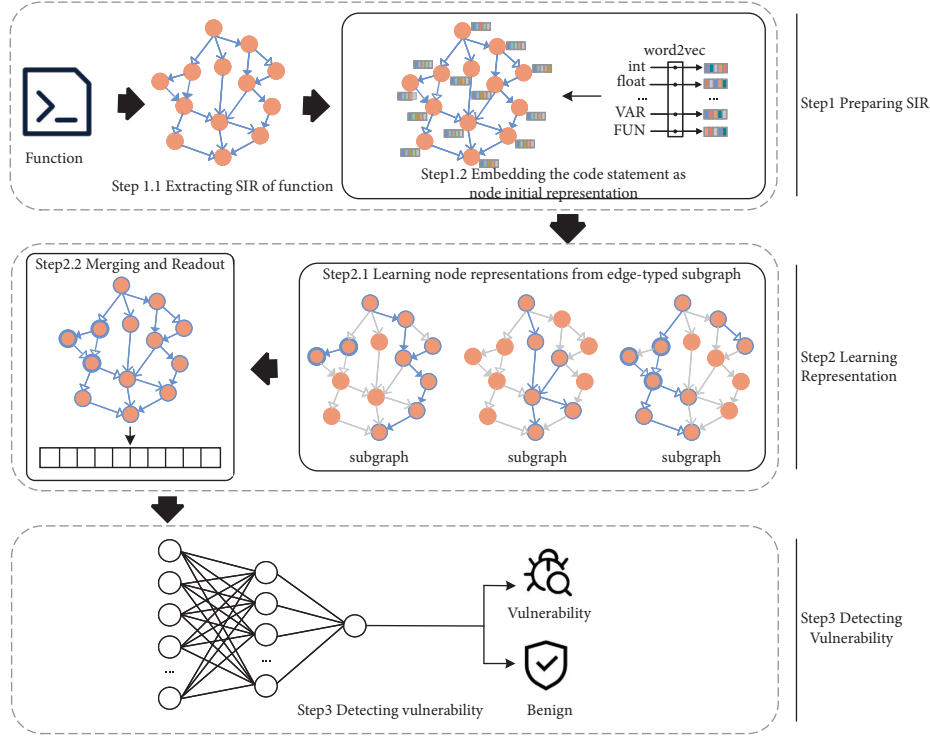 Function
Step 1.1 Extracting SIR of function
word2vec
int
float
...
VAR
FUN
...
Step1.2 Embedding the code statement as
node initial representation
Step1 Preparing SIR
Step2.2 Merging and Readout
Step2.1 Learning node representations from edge-typed subgraph
subgraph
subgraph
subgraph
Step2 Learning
Representation
...
...
Vulnerability
Benign
Step3 Detecting vulnerability
Step3 Detecting
Vulnerability